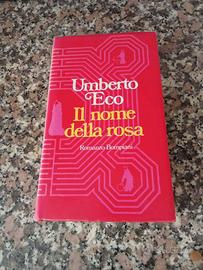 Umberto
Eco
Il nome
della rosa
Romanzo Bompiani